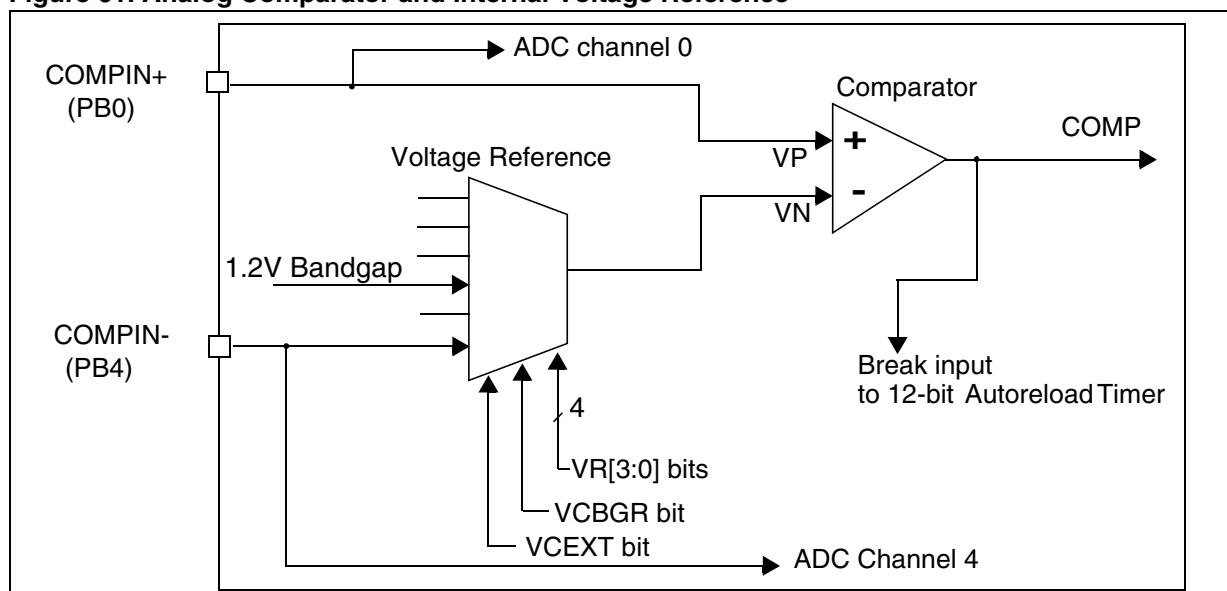 Figure 61. Analog Comparator and Internal Voltage Reference
ADC channel 0
COMPIN+
(PB0)
Comparator
COMP
+
VP
Voltage Reference
-
VN
1.2V Bandgap
COMPIN-
(PB4)
Break input
to 12-bit Autoreload Timer
4
VR[3:0] bits
VCBGR bit
VCEXT bit
ADC Channel 4